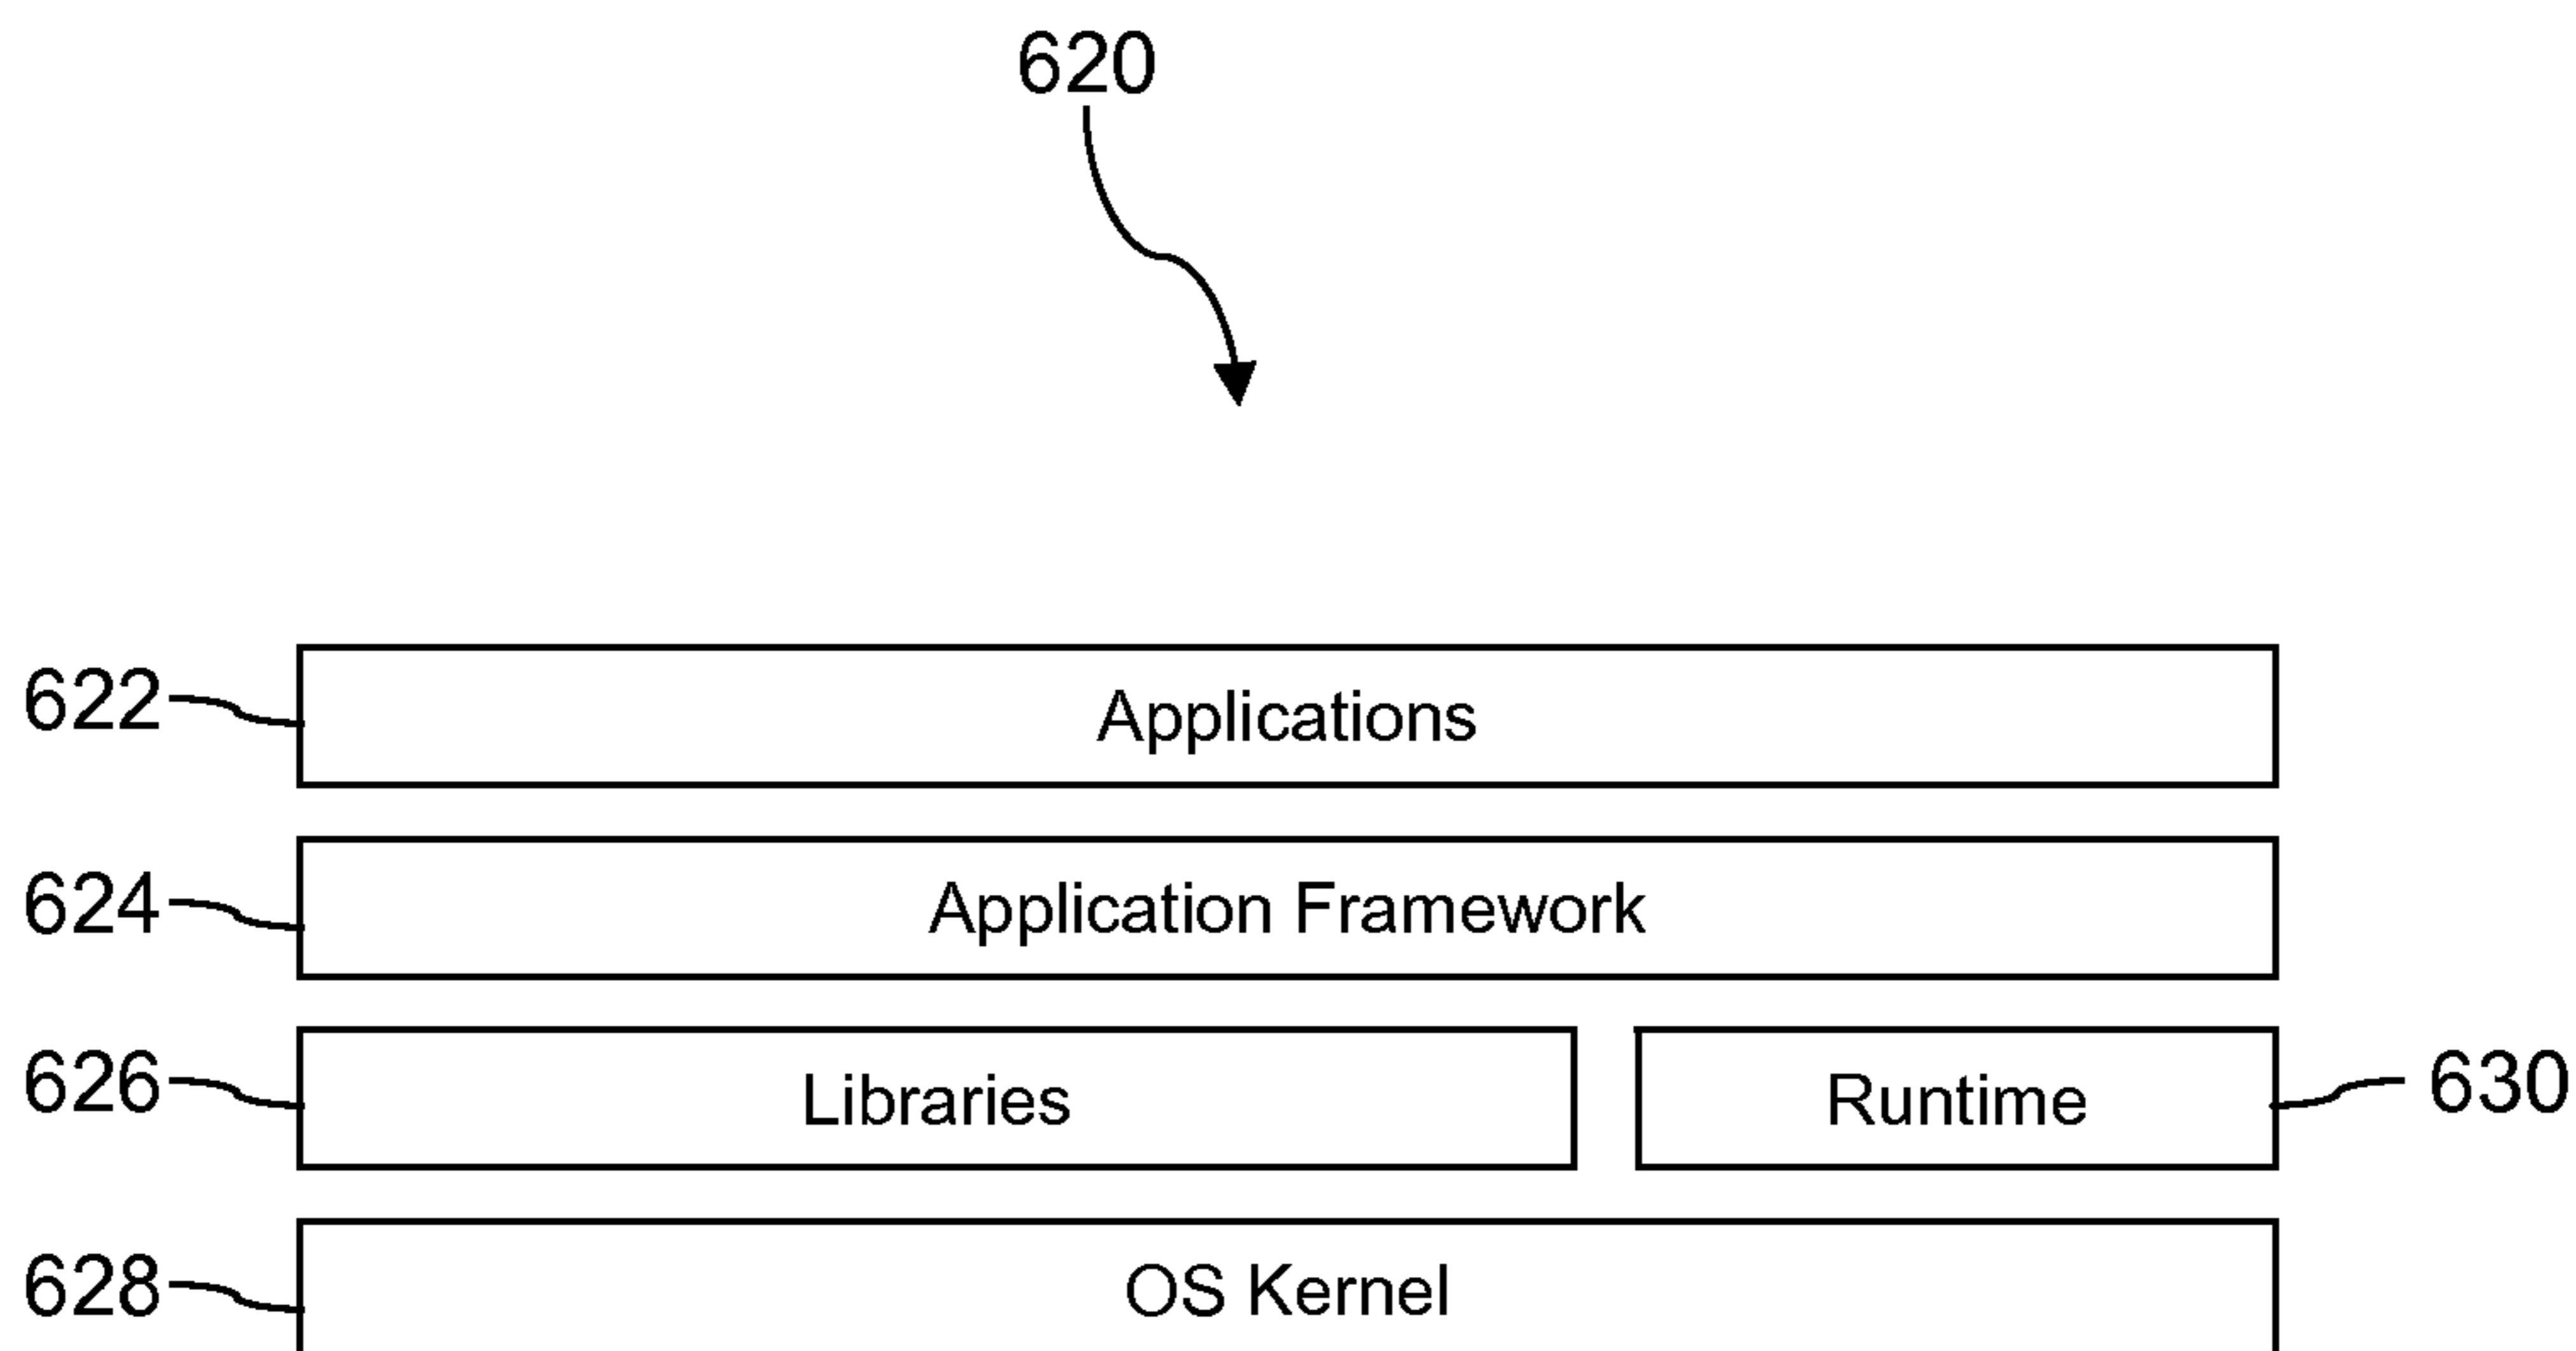 620
622 Applications
624 Application Framework
626 Libraries Runtime 630
628 OS Kernel